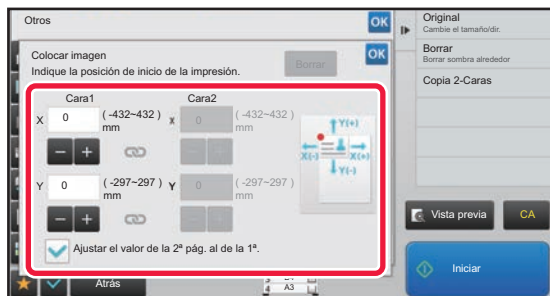 Otros
OK
Colocar imagen
OK
Indique la posición de inicio de la impresión.
Borrar
Cara1
Cara2
X 0 ( -432~432 ) mm
x 0 ( -432~432 ) mm
Y(+)
X(-) X(+)
Y(-)
Y 0 ( -297~297 ) mm
Y 0 ( -297~297 ) mm
Ajustar el valor de la 2ª pág. al de la 1ª.
Atrás
A3
Original
Cambie el tamaño/dir.
Borrar
Borrar sombra alrededor
Copia 2-Caras
Vista previa
CA
Iniciar